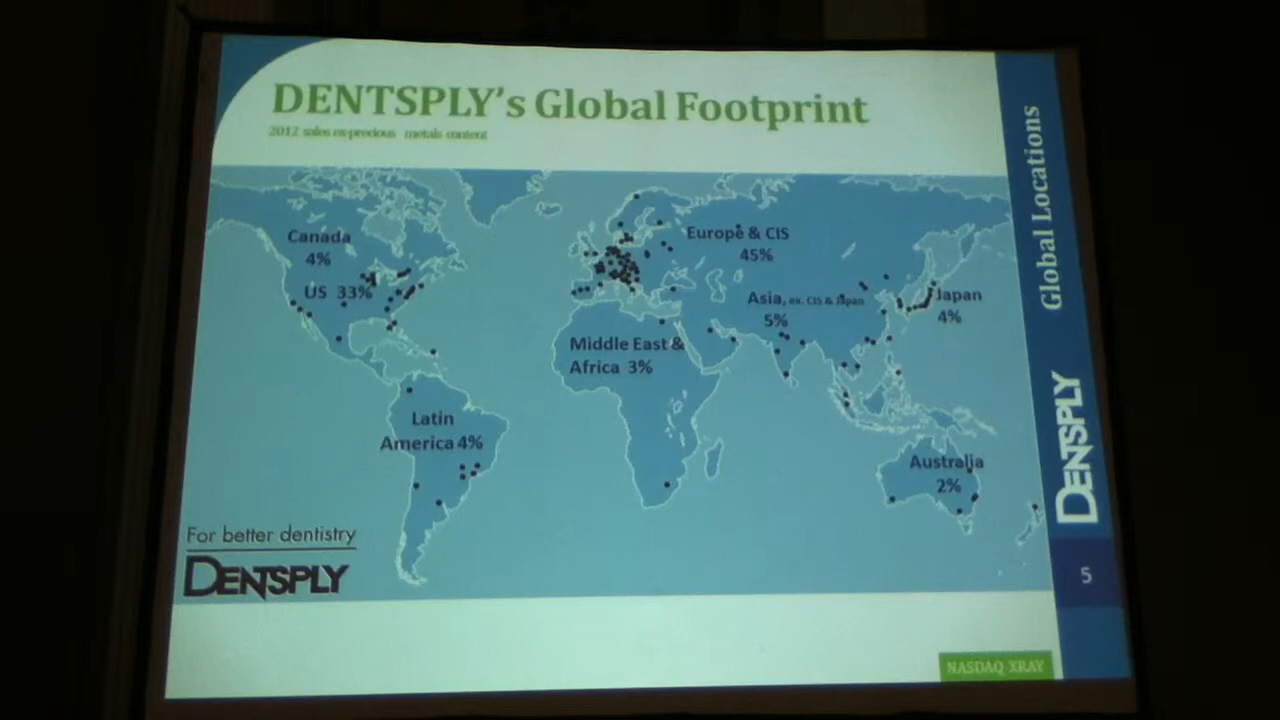 DENTSPLY's Global Footprint
2012 sales ex-precious metals content
Global Locations
Canada
4%
US 33%
Europe & CIS
45%
Asia, ex. CIS & Japan
5%
Japan
4%
Middle East &
Africa 3%
Latin
America 4%
Australia
2%
For better dentistry
DENTSPLY
DENTSPLY
5
NASDAQ XRAY